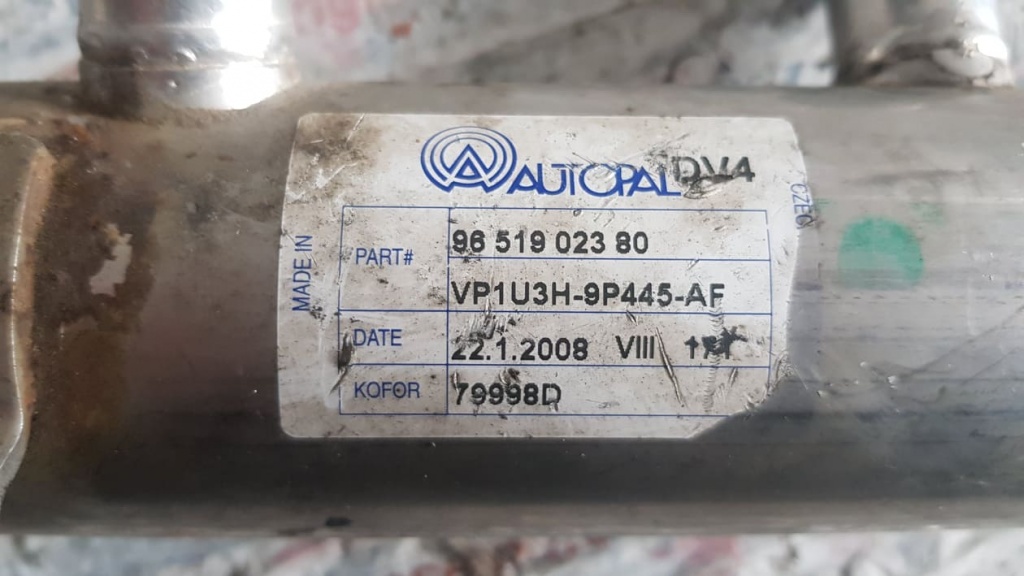 AUTOPAL DV4
MADE IN
CZEC
PART# 96 519 023 80
VP1U3H-9P445-AF
DATE 22.1.2008 VIII
KOFOR 79998D